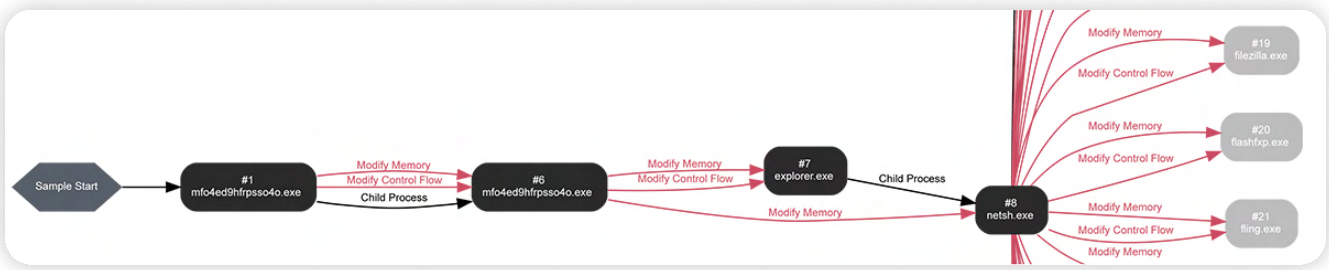 Sample Start
#1
mfo4ed9hfrpsso4o.exe
Modify Memory
Modify Control Flow
Child Process
#6
mfo4ed9hfrpsso4o.exe
Modify Memory
Modify Control Flow
Modify Memory
#7
explorer.exe
Child Process
#8
netsh.exe
Modify Memory
Modify Control Flow
#19
filezilla.exe
Modify Memory
Modify Control Flow
#20
flashfxp.exe
Modify Memory
Modify Control Flow
Modify Memory
#21
fling.exe